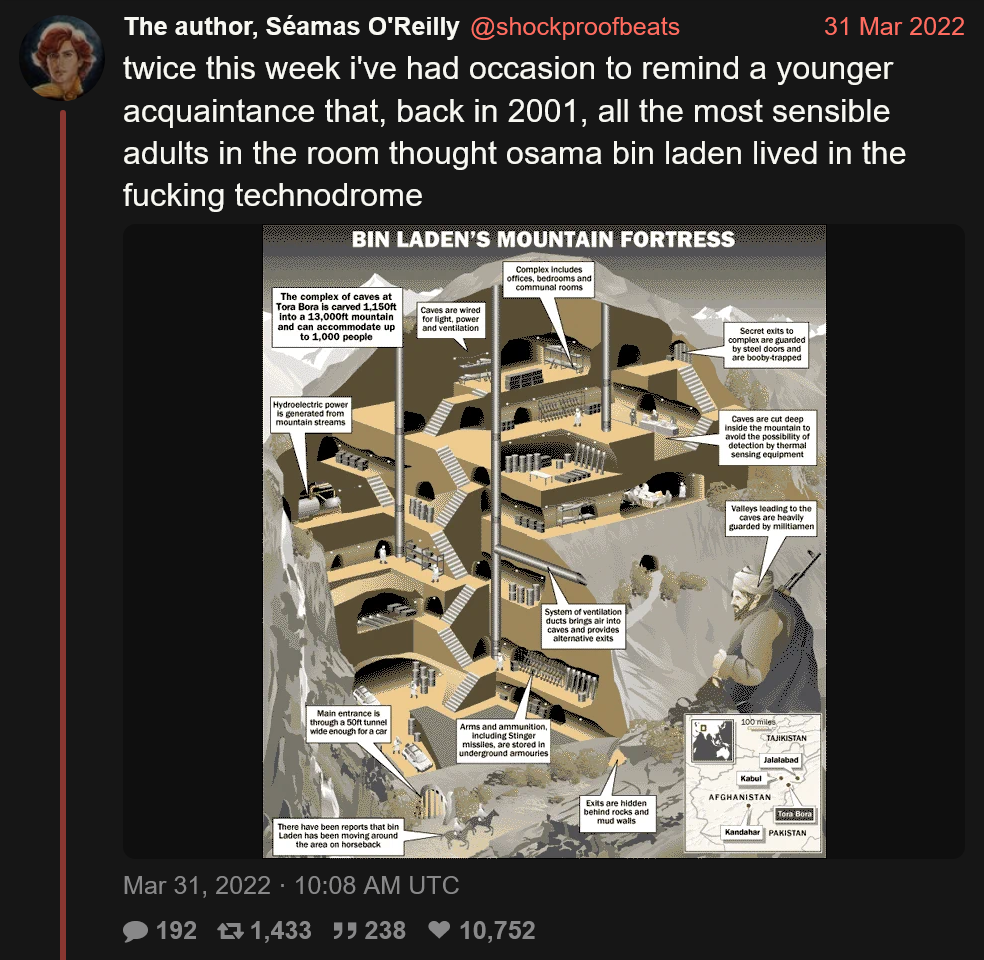 The author, Séamas O'Reilly @shockproofbeats 31 Mar 2022
twice this week i've had occasion to remind a younger
acquaintance that, back in 2001, all the most sensible
adults in the room thought osama bin laden lived in the
fucking technodrome
BIN LADEN'S MOUNTAIN FORTRESS
Complex includes
offices, bedrooms and
communal rooms
The complex of caves at
Tora Bora is carved 1,150ft
into a 13,000ft mountain
and can accommodate up
to 1,000 people
Caves are wired
for light, power
and ventilation
Secret exits to
complex are guarded
by steel doors and
are booby-trapped
Hydroelectric power
is generated from
mountain streams
Caves are cut deep
inside the mountain to
avoid the possibility of
detection by thermal
sensing equipment
Valleys leading to the
caves are heavily
guarded by militiamen
System of ventilation
ducts brings air into
caves and provides
alternative exits
Main entrance is
through a 50ft tunnel
wide enough for a car
Arms and ammunition,
including Stinger
missiles, are stored in
underground armouries
Exits are hidden
behind rocks and
mud walls
There have been reports that bin
Laden has been moving around
the area on horseback
100 miles
TAJIKISTAN
Jalalabad
Kabul
AFGHANISTAN
Tora Bora
Kandahar
PAKISTAN
Mar 31, 2022 · 10:08 AM UTC
192 1,433 238 10,752